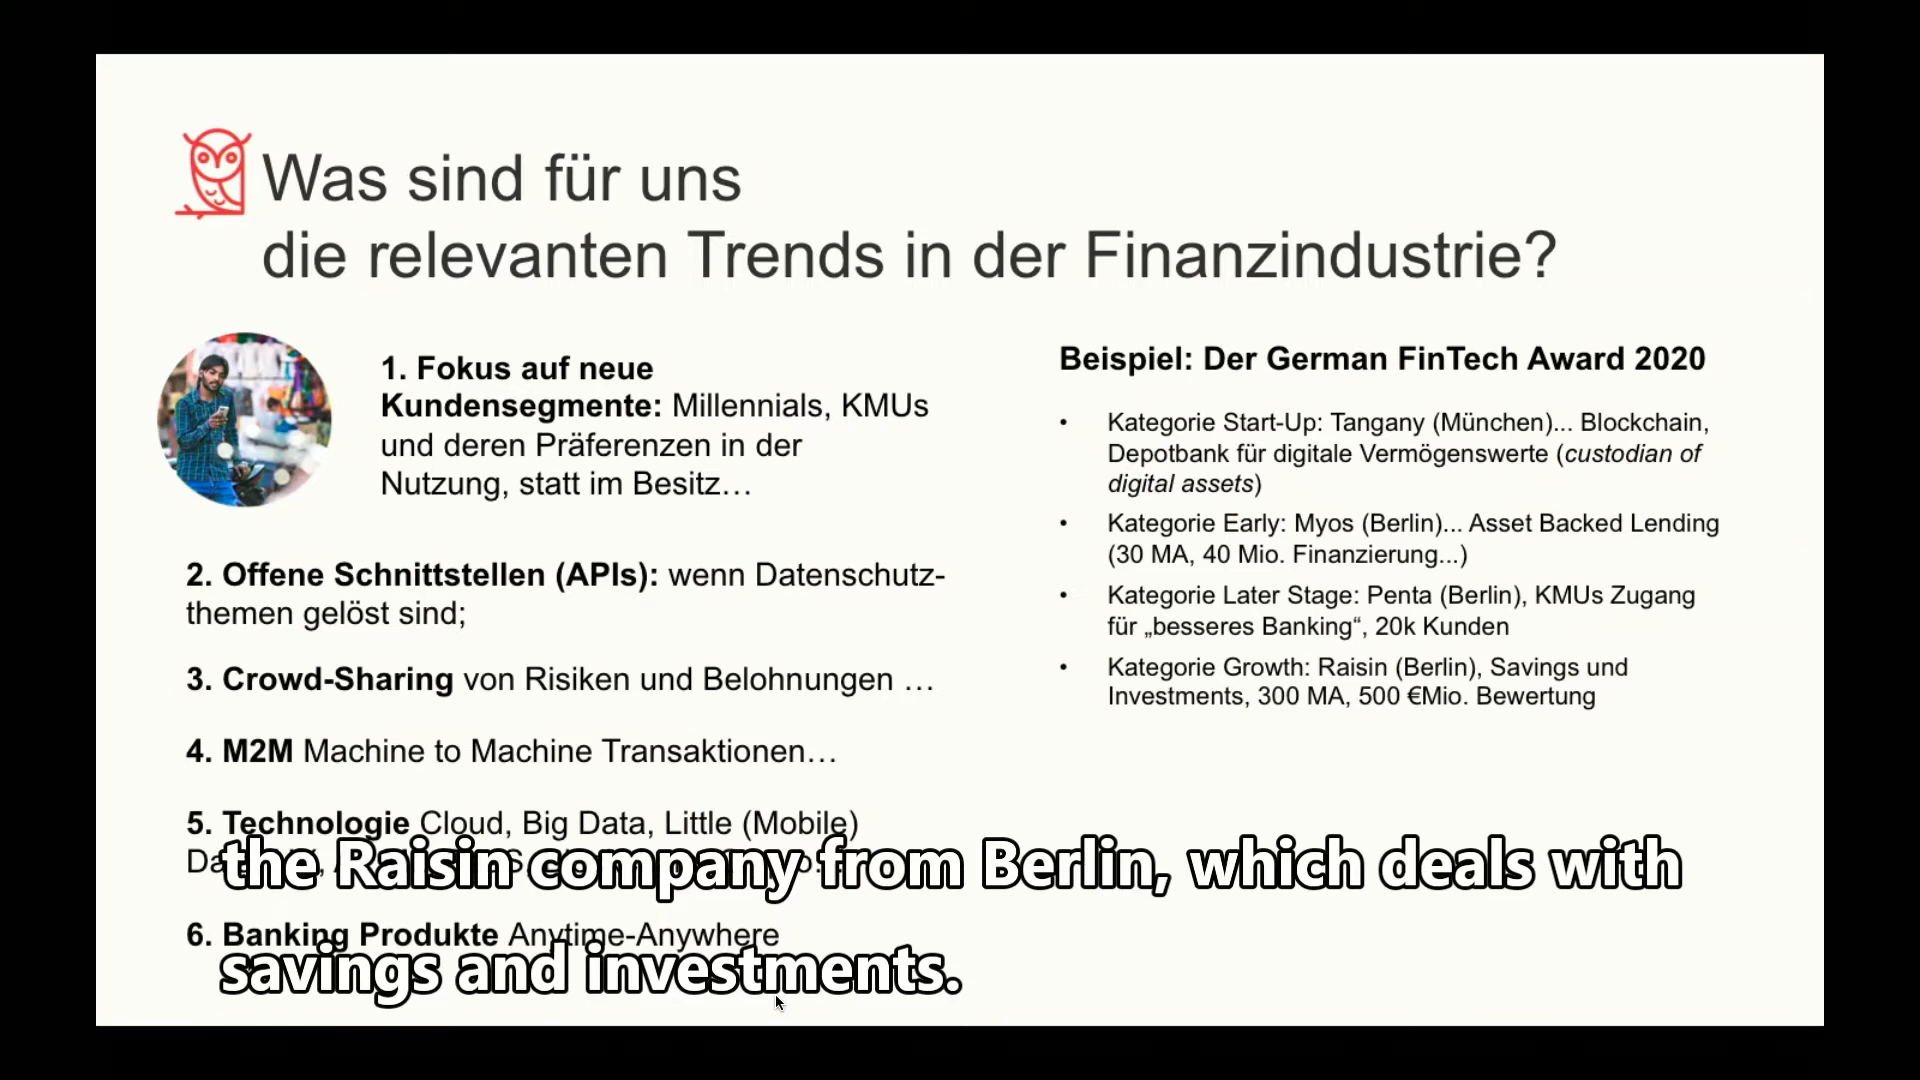 Was sind für uns
die relevanten Trends in der Finanzindustrie?
1. Fokus auf neue
Kundensegmente: Millennials, KMUs
und deren Präferenzen in der
Nutzung, statt im Besitz…
2. Offene Schnittstellen (APIs): wenn Datenschutz-
themen gelöst sind;
3. Crowd-Sharing von Risiken und Belohnungen …
4. M2M Machine to Machine Transaktionen…
5. Technologie Cloud, Big Data, Little (Mobile)
6. Banking Produkte Anytime-Anywhere
Beispiel: Der German FinTech Award 2020
• Kategorie Start-Up: Tangany (München)... Blockchain,
Depotbank für digitale Vermögenswerte (custodian of
digital assets)
• Kategorie Early: Myos (Berlin)... Asset Backed Lending
(30 MA, 40 Mio. Finanzierung...)
• Kategorie Later Stage: Penta (Berlin), KMUs Zugang
für „besseres Banking“, 20k Kunden
• Kategorie Growth: Raisin (Berlin), Savings und
Investments, 300 MA, 500 €Mio. Bewertung
the Raisin company from Berlin, which deals with
savings and investments.